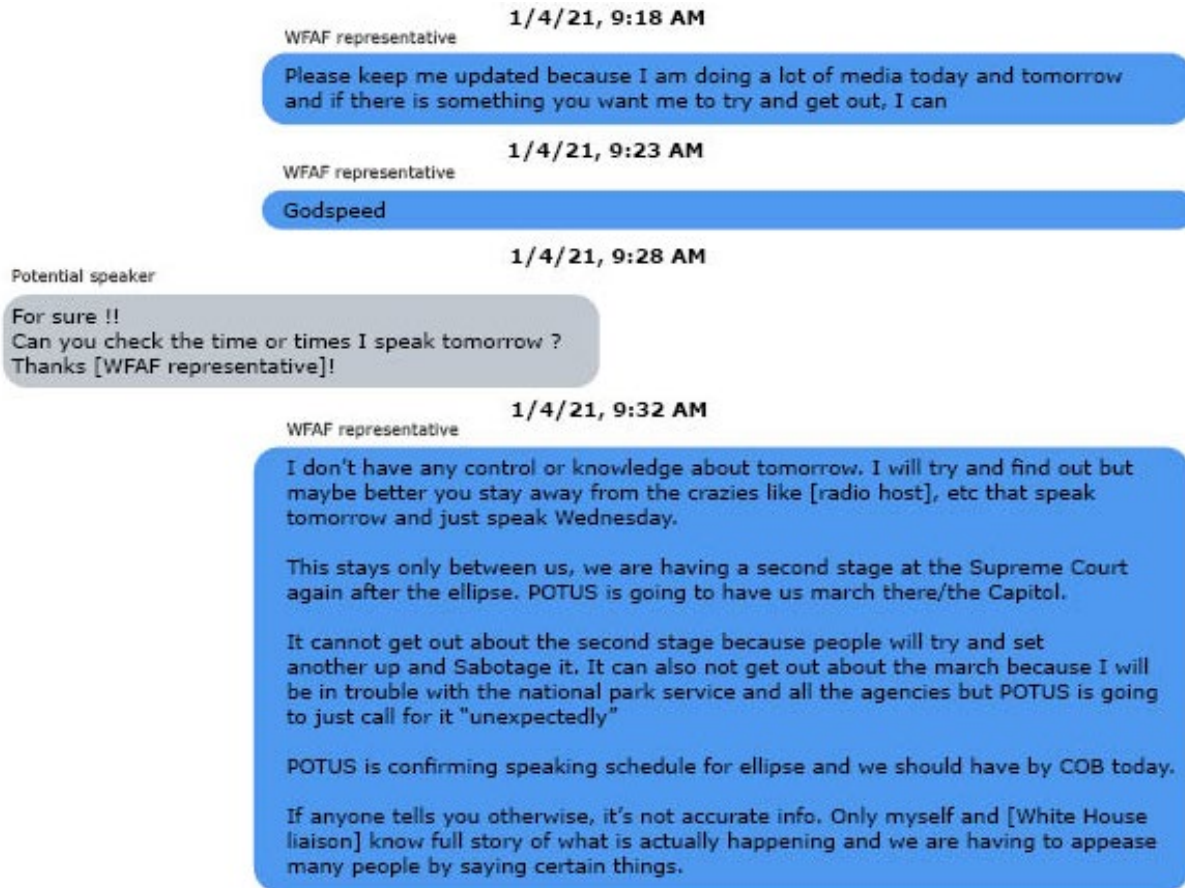 1/4/21, 9:18 AM
WFAF representative
Please keep me updated because I am doing a lot of media today and tomorrow
and if there is something you want me to try and get out, I can
1/4/21, 9:23 AM
WFAF representative
Godspeed
1/4/21, 9:28 AM
Potential speaker
For sure !!
Can you check the time or times I speak tomorrow ?
Thanks [WFAF representative]!
1/4/21, 9:32 AM
WFAF representative
I don't have any control or knowledge about tomorrow. I will try and find out but
maybe better you stay away from the crazies like [radio host], etc that speak
tomorrow and just speak Wednesday.
This stays only between us, we are having a second stage at the Supreme Court
again after the ellipse. POTUS is going to have us march there/the Capitol.
It cannot get out about the second stage because people will try and set
another up and Sabotage it. It can also not get out about the march because I will
be in trouble with the national park service and all the agencies but POTUS is going
to just call for it "unexpectedly"
POTUS is confirming speaking schedule for ellipse and we should have by COB today.
If anyone tells you otherwise, it's not accurate info. Only myself and [White House
liaison] know full story of what is actually happening and we are having to appease
many people by saying certain things.